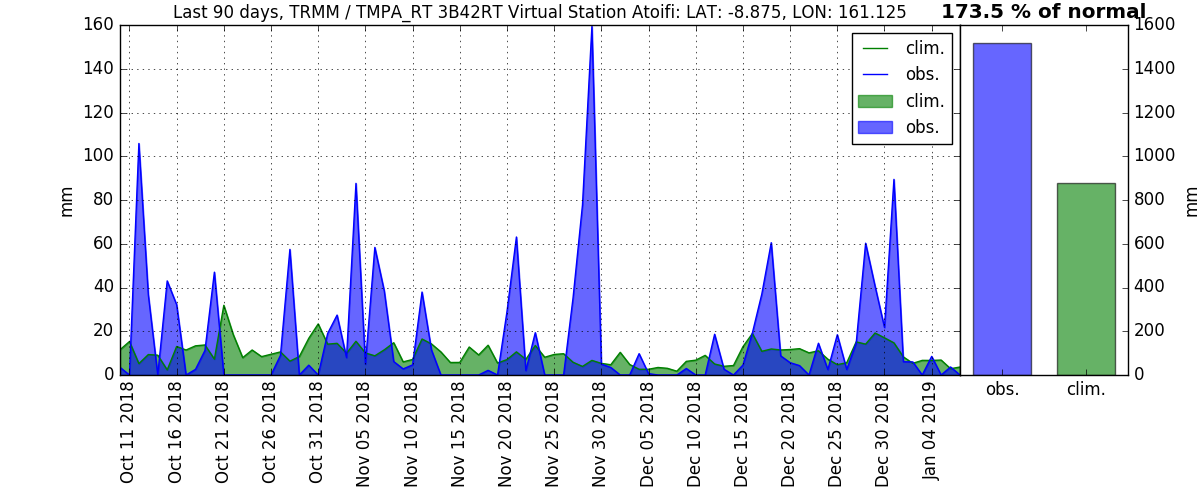 Last 90 days, TRMM / TMPA_RT 3B42RT Virtual Station Atoifi: LAT: -8.875, LON: 161.125
173.5 % of normal
160
140
120
100
80
60
40
20
0
mm
clim.
obs.
clim.
obs.
1600
1400
1200
1000
800
600
400
200
0
mm
Oct 11 2018
Oct 16 2018
Oct 21 2018
Oct 26 2018
Oct 31 2018
Nov 05 2018
Nov 10 2018
Nov 15 2018
Nov 20 2018
Nov 25 2018
Nov 30 2018
Dec 05 2018
Dec 10 2018
Dec 15 2018
Dec 20 2018
Dec 25 2018
Dec 30 2018
Jan 04 2019
obs.
clim.